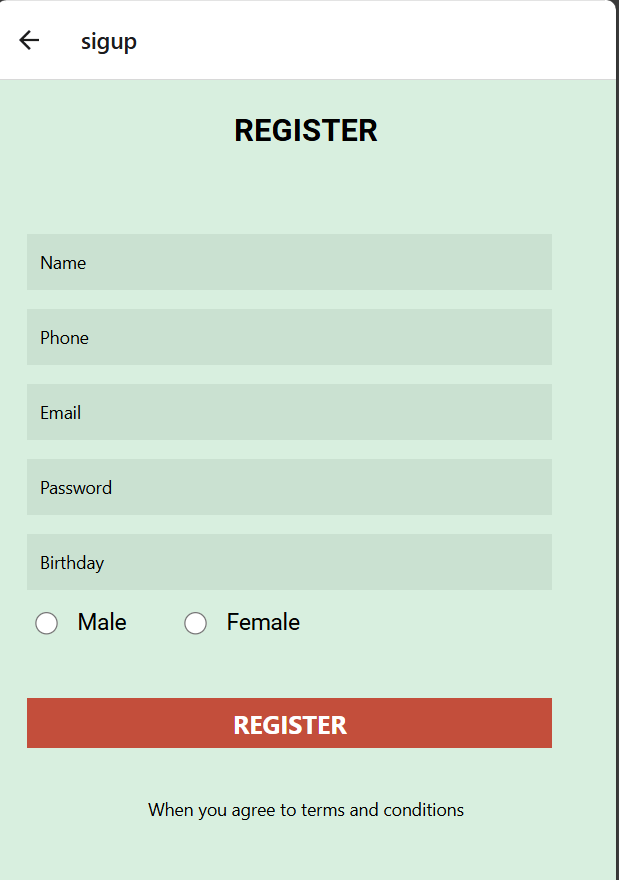 sigup
REGISTER
Name
Phone
Email
Password
Birthday
Male Female
REGISTER
When you agree to terms and conditions